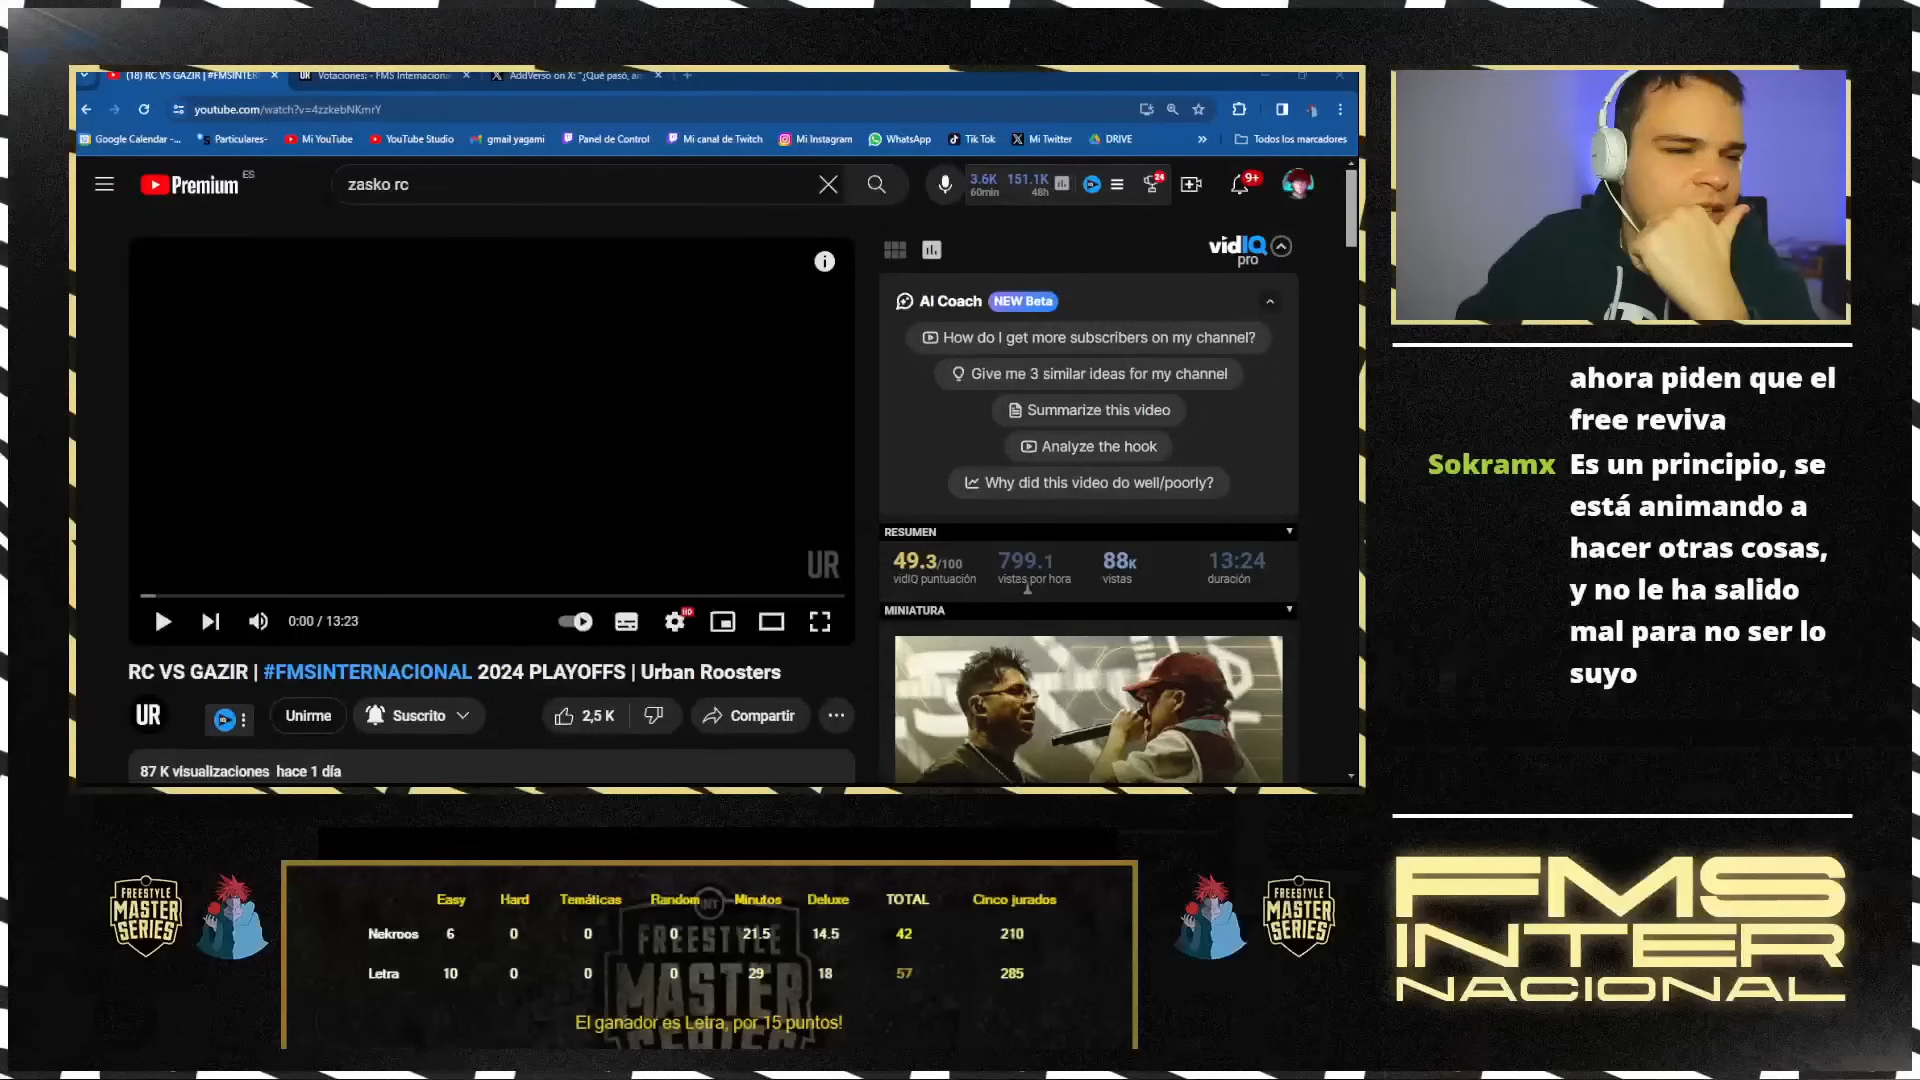 (18) RC VS GAZIR | #FMSINTER
UR Votaciones: - FMS Internaciona
AddVerso on X: "¿Qué pasó, a
youtube.com/watch?v=4zzkebNKmrY
Google Calendar -...
Particulares-
Mi YouTube
YouTube Studio
gmail yagami
Panel de Control
Mi canal de Twitch
Mi Instagram
WhatsApp
Tik Tok
Mi Twitter
DRIVE
»
Todos los marcadores
Premium ES
zasko rc
3.6K 151.1K
60min 48h
24
9+
vidIQ
pro
AI Coach NEW Beta
How do I get more subscribers on my channel?
Give me 3 similar ideas for my channel
Summarize this video
Analyze the hook
Why did this video do well/poorly?
RESUMEN
49.3/100 799.1 88K 13:24
vidIQ puntuación vistas por hora vistas duración
MINIATURA
UR
0:00 / 13:23
HD
RC VS GAZIR | #FMSINTERNACIONAL 2024 PLAYOFFS | Urban Roosters
UR
Unirme
Suscrito
2,5 K
Compartir
87 K visualizaciones hace 1 día
ahora piden que el
free reviva
Sokramx Es un principio, se
está animando a
hacer otras cosas,
y no le ha salido
mal para no ser lo
suyo
FREESTYLE
MASTER
SERIES
Easy Hard Temáticas Random Minutos Deluxe TOTAL Cinco jurados
Nekroos 6 0 0 0 21.5 14.5 42 210
Letra 10 0 0 0 29 18 57 285
El ganador es Letra, por 15 puntos!
FREESTYLE
MASTER
SERIES
FREESTYLE
MASTER
SERIES
FMS
INTER
NACIONAL